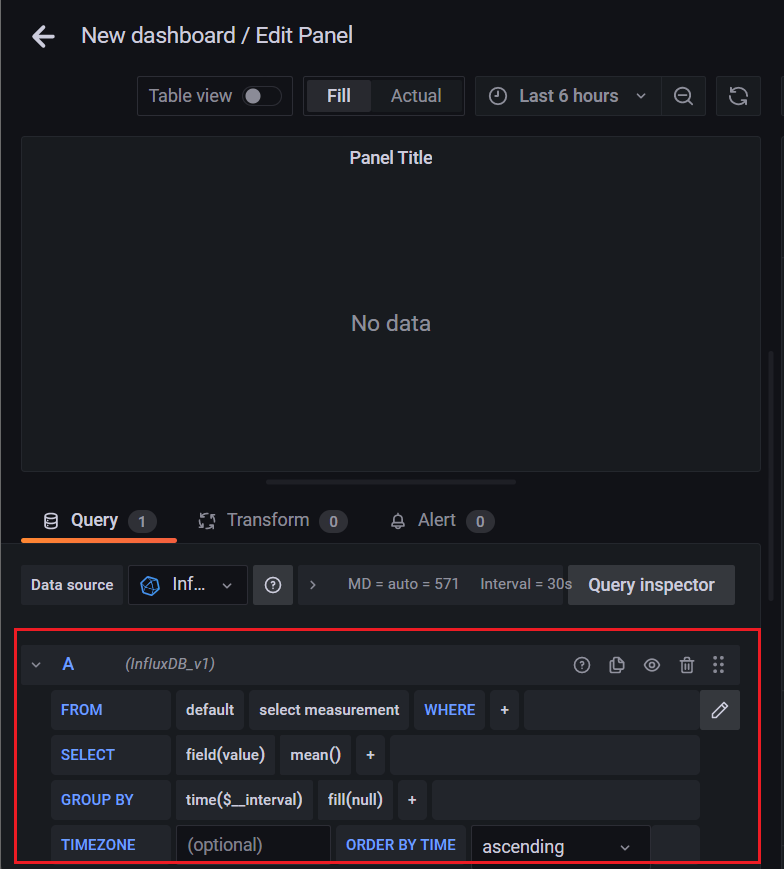 New dashboard / Edit Panel
Table view Fill Actual Last 6 hours
Panel Title
No data
Query 1 Transform 0 Alert 0
Data source Inf... MD = auto = 571 Interval = 30s Query inspector
A (InfluxDB_v1)
FROM default select measurement WHERE +
SELECT field(value) mean() +
GROUP BY time($__interval) fill(null) +
TIMEZONE (optional) ORDER BY TIME ascending